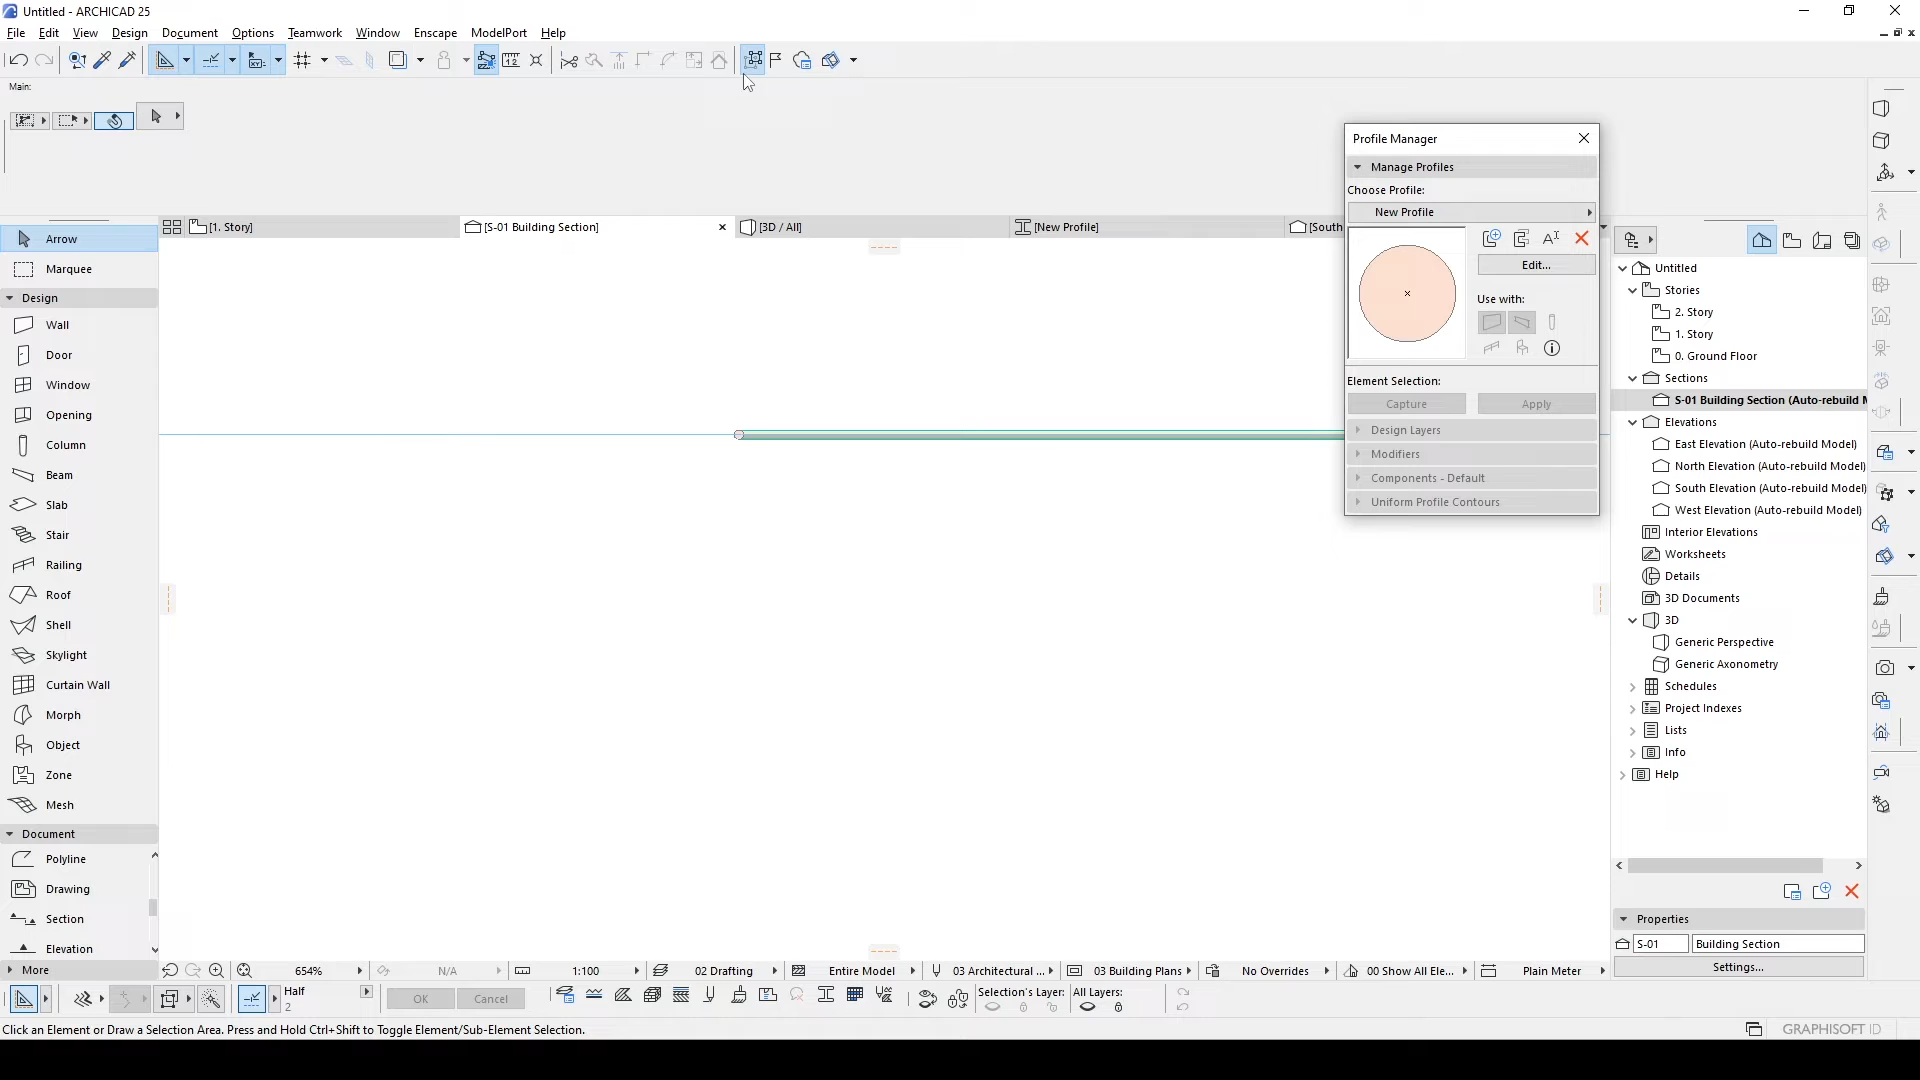 Untitled - ARCHICAD 25
File Edit View Design Document Options Teamwork Window Enscape ModelPort Help
Main:
[1. Story]
[S-01 Building Section]
[3D / All]
[New Profile]
[South
Arrow
Marquee
Design
Wall
Door
Window
Opening
Column
Beam
Slab
Stair
Railing
Roof
Shell
Skylight
Curtain Wall
Morph
Object
Zone
Mesh
Document
Polyline
Drawing
Section
Elevation
More
Profile Manager
Manage Profiles
Choose Profile:
New Profile
Edit...
Use with:
Element Selection:
Capture
Apply
Design Layers
Modifiers
Components - Default
Uniform Profile Contours
Untitled
Stories
2. Story
1. Story
0. Ground Floor
Sections
S-01 Building Section (Auto-rebuild M
Elevations
East Elevation (Auto-rebuild Model)
North Elevation (Auto-rebuild Model)
South Elevation (Auto-rebuild Model)
West Elevation (Auto-rebuild Model)
Interior Elevations
Worksheets
Details
3D Documents
3D
Generic Perspective
Generic Axonometry
Schedules
Project Indexes
Lists
Info
Help
Properties
S-01
Building Section
Settings...
654%
N/A
1:100
02 Drafting
Entire Model
03 Architectural ...
03 Building Plans
No Overrides
00 Show All Ele...
Plain Meter
Half
2
OK
Cancel
Selection's Layer:
All Layers:
Click an Element or Draw a Selection Area. Press and Hold Ctrl+Shift to Toggle Element/Sub-Element Selection.
GRAPHISOFT ID